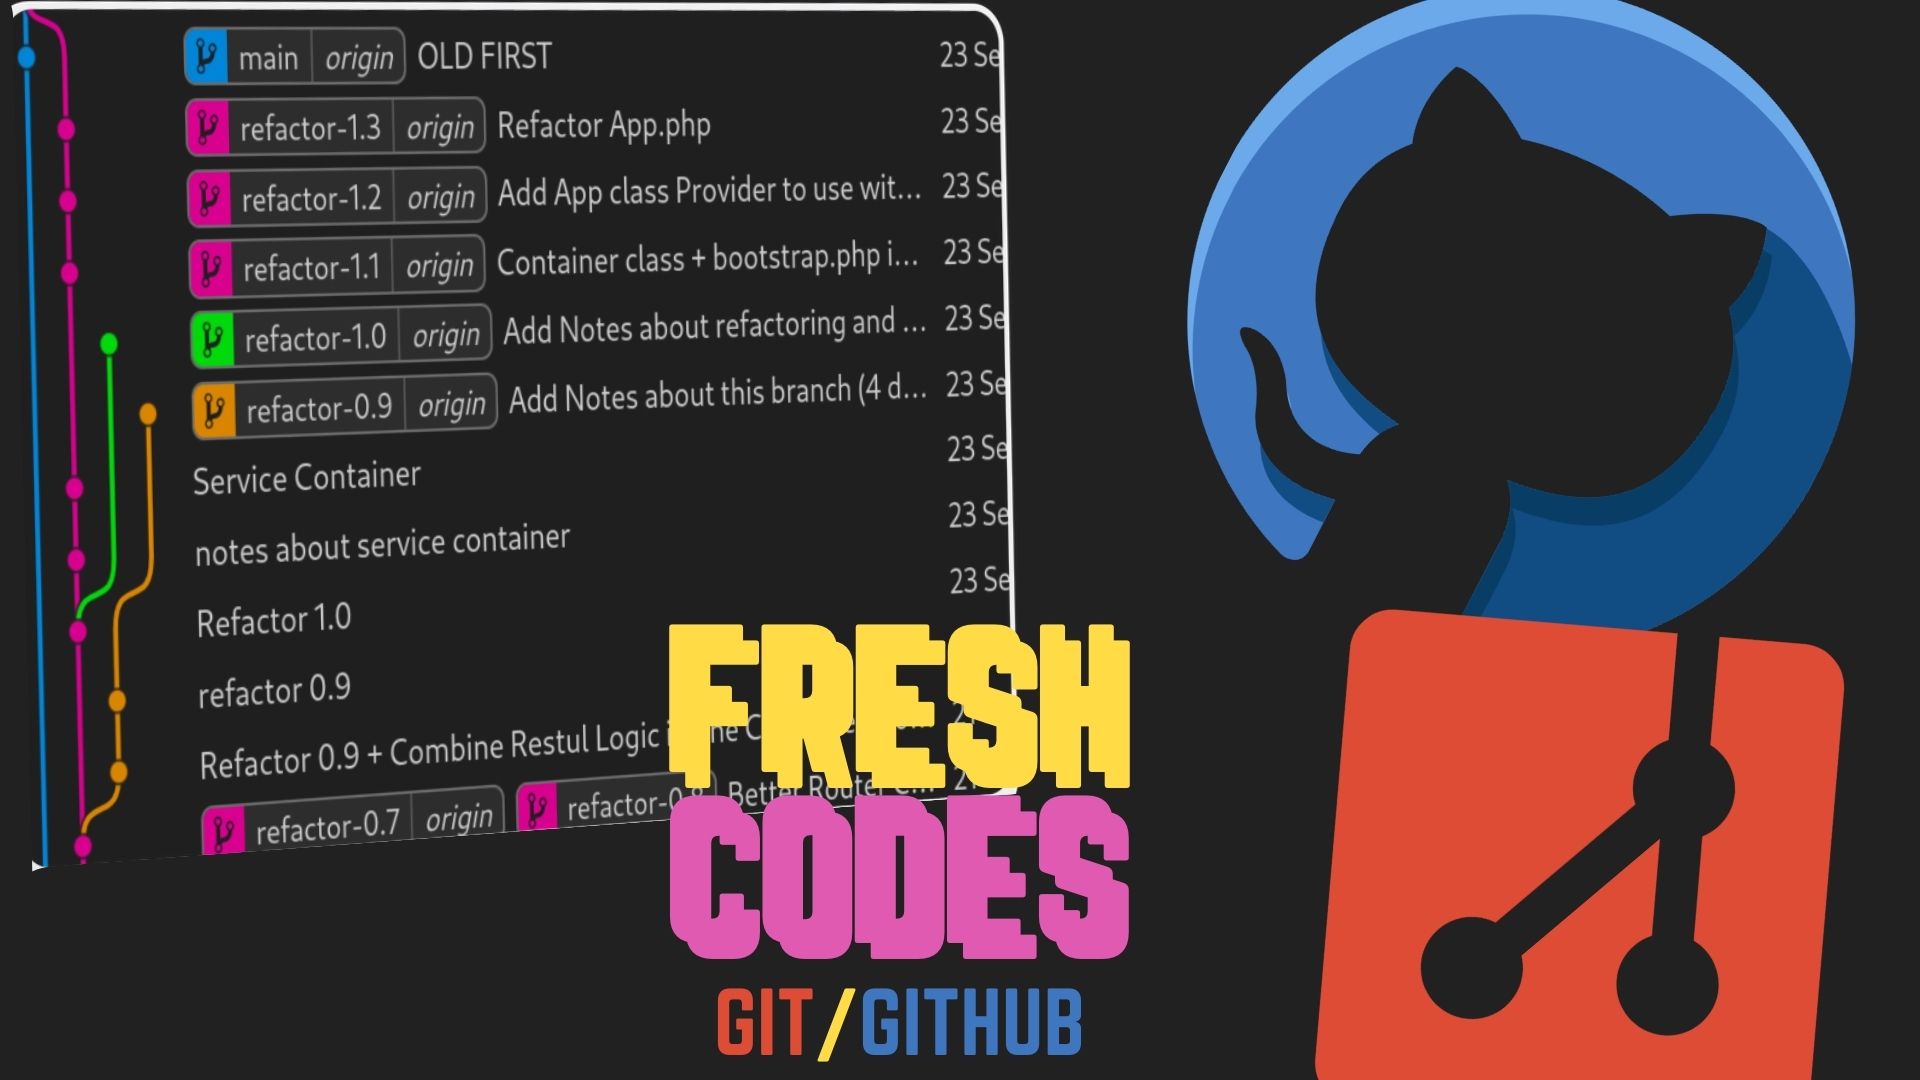 main origin OLD FIRST 23 Se
refactor-1.3 origin Refactor App.php 23 Se
refactor-1.2 origin Add App class Provider to use wit... 23 Se
refactor-1.1 origin Container class + bootstrap.php i... 23 Se
refactor-1.0 origin Add Notes about refactoring and ... 23 Se
refactor-0.9 origin Add Notes about this branch (4 d... 23 Se
Service Container 23 Se
notes about service container 23 Se
Refactor 1.0 23 Se
refactor 0.9
Refactor 0.9 + Combine Restul Logic
refactor-0.7 origin Better Router
FRESH
CODES
GIT/GITHUB